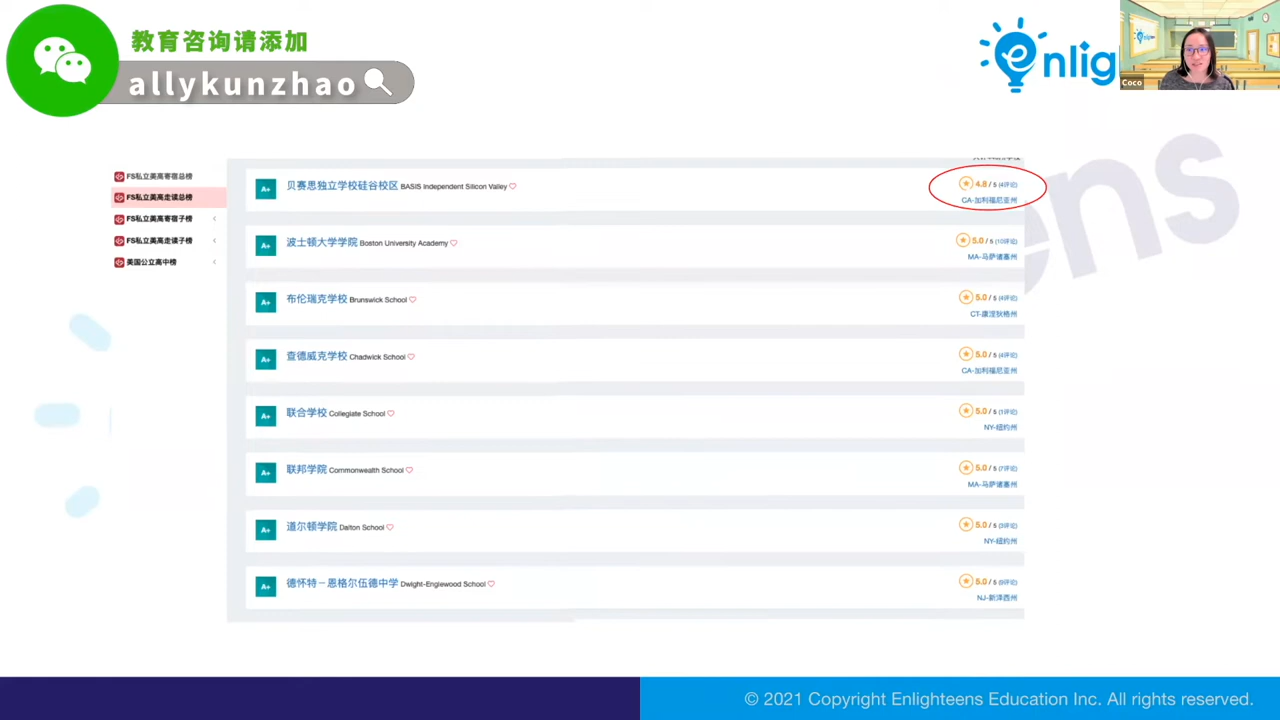 教育咨询请添加
allykunzhao
enlig
Coco
FS私立美高寄宿总榜
FS私立美高走读总榜
FS私立美高寄宿子榜
FS私立美高走读子榜
美国公立高中榜
A+ 贝赛思独立学校硅谷校区 BASIS Independent Silicon Valley
4.8 / 5 (4评论)
CA-加利福尼亚州
A+ 波士顿大学学院 Boston University Academy
5.0 / 5 (10评论)
MA-马萨诸塞州
A+ 布伦瑞克学校 Brunswick School
5.0 / 5 (4评论)
CT-康涅狄格州
A+ 查德威克学校 Chadwick School
5.0 / 5 (4评论)
CA-加利福尼亚州
A+ 联合学校 Collegiate School
5.0 / 5 (1评论)
NY-纽约州
A+ 联邦学院 Commonwealth School
5.0 / 5 (7评论)
MA-马萨诸塞州
A+ 道尔顿学院 Dalton School
5.0 / 5 (3评论)
NY-纽约州
A+ 德怀特－恩格尔伍德中学 Dwight-Englewood School
5.0 / 5 (9评论)
NJ-新泽西州
ens
© 2021 Copyright Enlighteens Education Inc. All rights reserved.